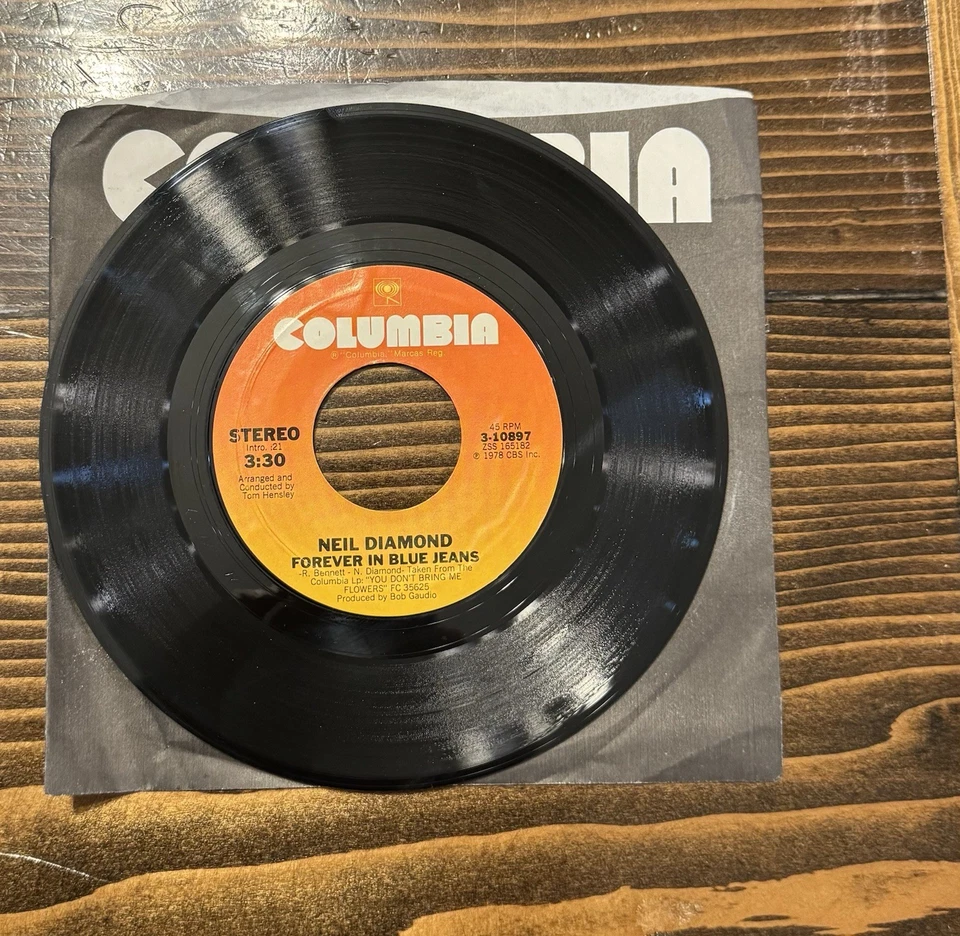 COLUMBIA
® "Columbia," Marcas Reg.
STEREO
Intro. :21
3:30
Arranged and
Conducted by
Tom Hensley
45 RPM
3-10897
ZSS 165182
℗ 1978 CBS Inc.
NEIL DIAMOND
FOREVER IN BLUE JEANS
-R. Bennett - N. Diamond- Taken From The
Columbia Lp: "YOU DON'T BRING ME
FLOWERS" FC 35625
Produced by Bob Gaudio